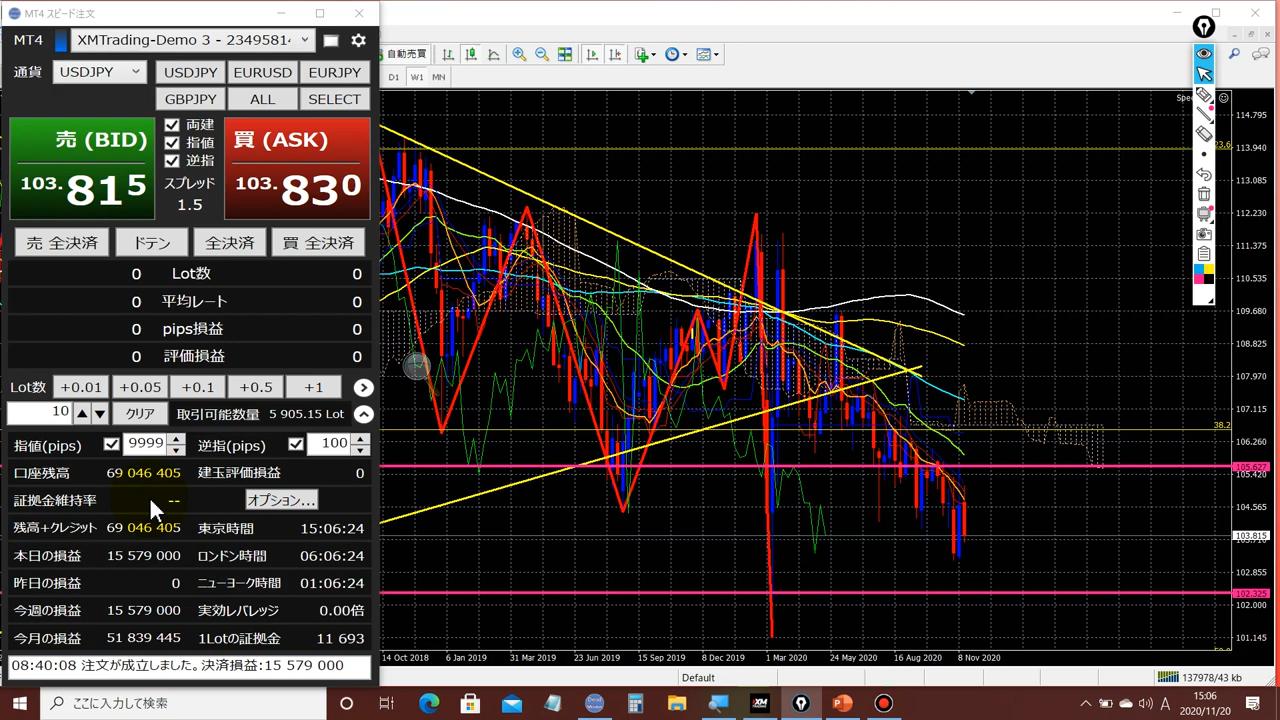 MT4 スピード注文
MT4 XMTrading-Demo 3 - 23495814
通貨 USDJPY USDJPY EURUSD EURJPY
GBPJPY ALL SELECT
売 (BID)
103.815
両建
指値
逆指
スプレッド
1.5
買 (ASK)
103.830
売 全決済 ドテン 全決済 買 全決済
0 Lot数 0
0 平均レート 0
0 pips損益 0
0 評価損益 0
Lot数 +0.01 +0.05 +0.1 +0.5 +1
10 クリア 取引可能数量 5 905.15 Lot
指値(pips) 9999 逆指(pips) 100
口座残高 69 046 405 建玉評価損益 0
証拠金維持率 -- オプション...
残高+クレジット 69 046 405 東京時間 15:06:24
本日の損益 15 579 000 ロンドン時間 06:06:24
昨日の損益 0 ニューヨーク時間 01:06:24
今週の損益 15 579 000 実効レバレッジ 0.00倍
今月の損益 51 839 445 1Lotの証拠金 11 693
08:40:08 注文が成立しました。決済損益:15 579 000
自動売買
D1 W1 MN
Spee
114.795
23.6
113.940
113.085
112.230
111.375
110.535
109.680
108.825
107.970
107.115
38.2
106.260
105.627
105.420
104.565
103.815
103.710
102.855
102.325
102.000
101.145
50.0
14 Oct 2018 6 Jan 2019 31 Mar 2019 23 Jun 2019 15 Sep 2019 8 Dec 2019 1 Mar 2020 24 May 2020 16 Aug 2020 8 Nov 2020
Default 137978/43 kb
ここに入力して検索
XM
A
15:06
2020/11/20